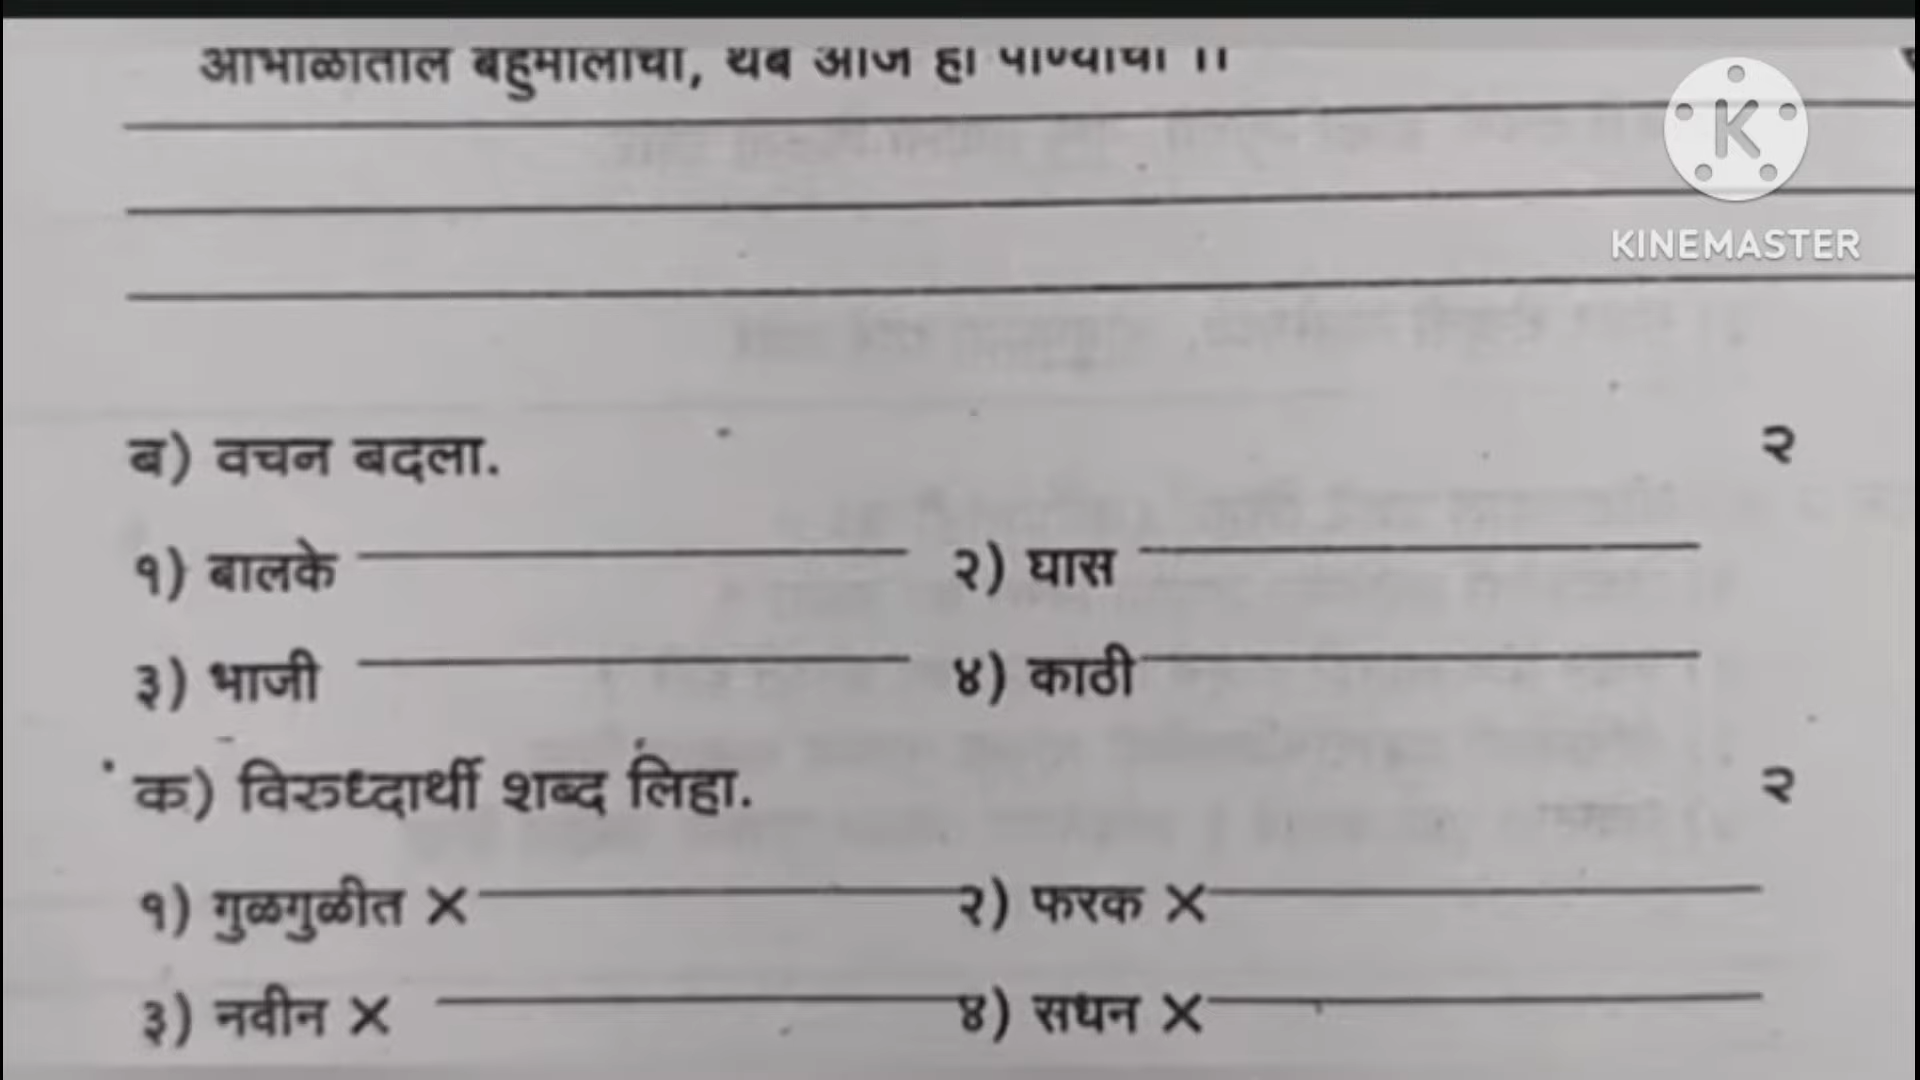 आभाळाताल बहुमालाचा, थब आज हा पाण्याचा ।।
KINEMASTER
ब) वचन बदला. २
१) बालके २) घास
३) भाजी ४) काठी
क) विरुध्दार्थी शब्द लिहा. २
१) गुळगुळीत × २) फरक ×
३) नवीन × ४) सधन ×